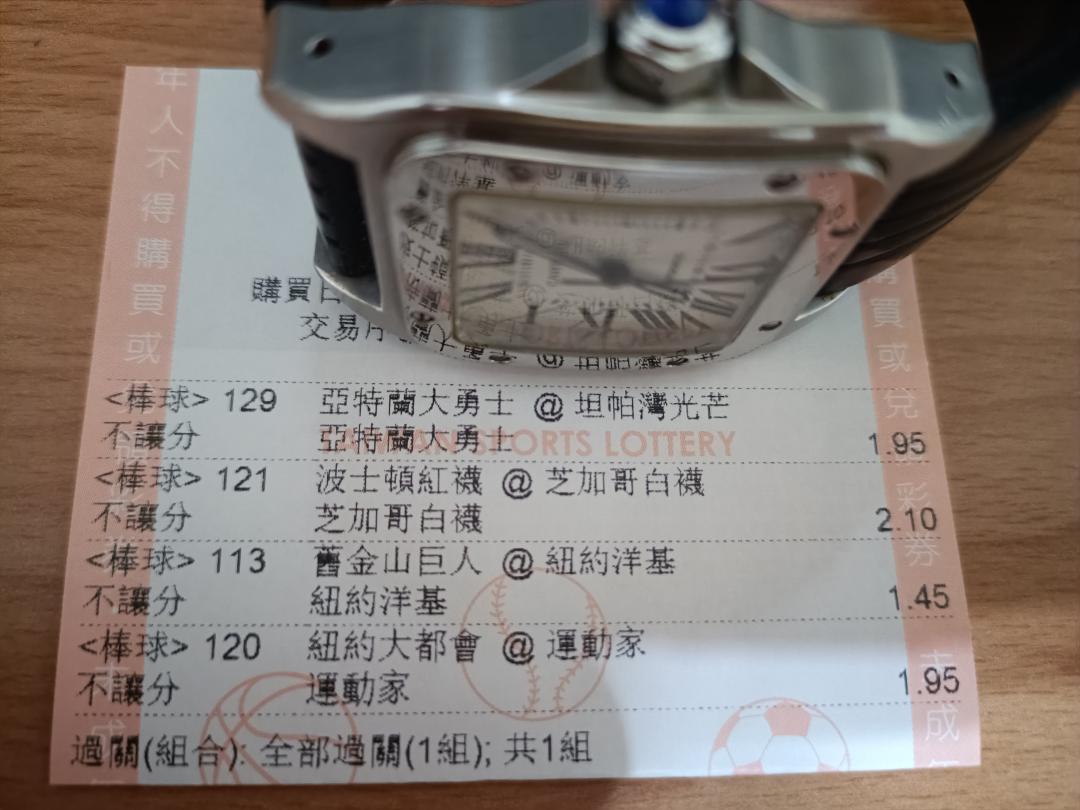 購買日
交易序
<棒球> 129 亞特蘭大勇士 @ 坦帕灣光芒
不讓分 亞特蘭大勇士 1.95
TAIWAN SPORTS LOTTERY
<棒球> 121 波士頓紅襪 @ 芝加哥白襪
不讓分 芝加哥白襪 2.10
<棒球> 113 舊金山巨人 @ 紐約洋基
不讓分 紐約洋基 1.45
<棒球> 120 紐約大都會 @ 運動家
不讓分 運動家 1.95
過關(組合): 全部過關(1組); 共1組
年人不得購買或
購買或兌
彩券
未成年